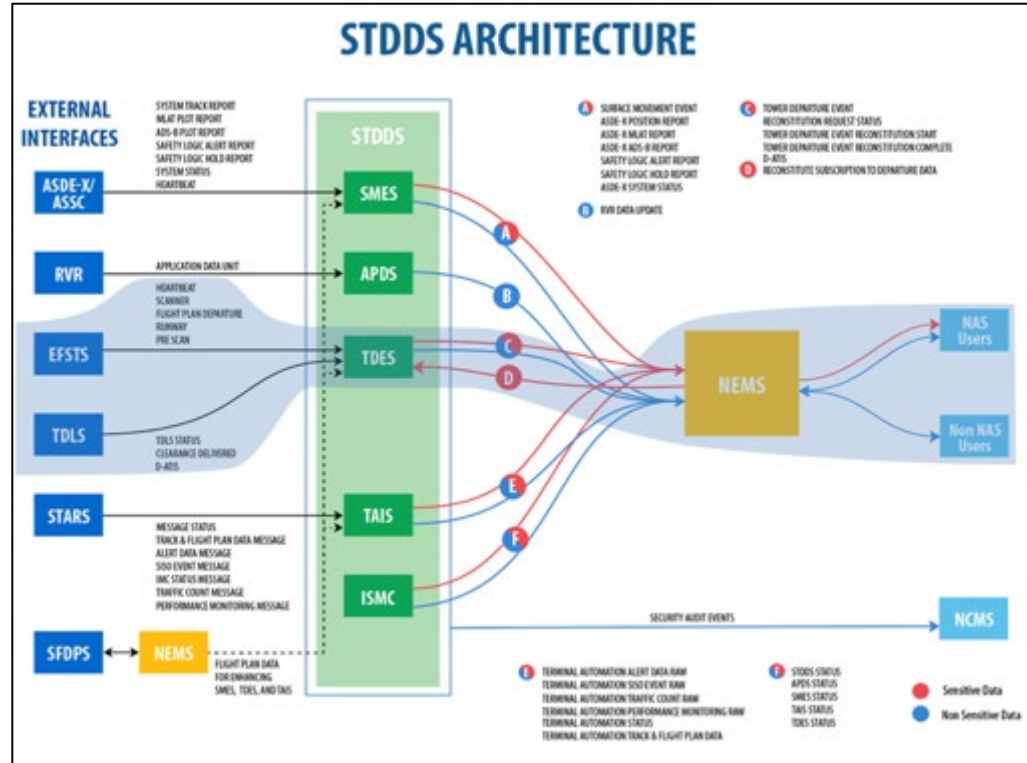 STDDS ARCHITECTURE
EXTERNAL
INTERFACES
SYSTEM TRACK REPORT
MLAT PLOT REPORT
ADS-B PLOT REPORT
SAFETY LOGIC ALERT REPORT
SAFETY LOGIC HOLD REPORT
SYSTEM STATUS
HEARTBEAT
STDDS
A SURFACE MOVEMENT EVENT
ASDE-X POSITION REPORT
ASDE-X MLAT REPORT
ASDE-X ADS-B REPORT
SAFETY LOGIC ALERT REPORT
SAFETY LOGIC HOLD REPORT
ASDE-X SYSTEM STATUS
B RVR DATA UPDATE
C TOWER DEPARTURE EVENT
RECONSTITUTION REQUEST STATUS
TOWER DEPARTURE EVENT RECONSTITUTION START
TOWER DEPARTURE EVENT RECONSTITUTION COMPLETE
D-ATIS
D RECONSTITUTE SUBSCRIPTION TO DEPARTURE DATA
ASDE-X/
ASSC
SMES
A
RVR
APPLICATION DATA UNIT
APDS
B
HEARTBEAT
SCANNER
FLIGHT PLAN DEPARTURE
RUNWAY
PRE SCAN
EFSTS
TDES
C
D
NEMS
NAS
Users
TDLS
TDLS STATUS
CLEARANCE DELIVERED
D-ATIS
Non NAS
Users
STARS
TAIS
E
MESSAGE STATUS
TRACK & FLIGHT PLAN DATA MESSAGE
ALERT DATA MESSAGE
SISO EVENT MESSAGE
IMC STATUS MESSAGE
TRAFFIC COUNT MESSAGE
PERFORMANCE MONITORING MESSAGE
F
ISMC
SECURITY AUDIT EVENTS
NCMS
SFDPS
NEMS
FLIGHT PLAN DATA
FOR ENHANCING
SMES, TDES, AND TAIS
E TERMINAL AUTOMATION ALERT DATA RAW
TERMINAL AUTOMATION SISO EVENT RAW
TERMINAL AUTOMATION TRAFFIC COUNT RAW
TERMINAL AUTOMATION PERFORMANCE MONITORING RAW
TERMINAL AUTOMATION STATUS
TERMINAL AUTOMATION TRACK & FLIGHT PLAN DATA
F STDDS STATUS
APDS STATUS
SMES STATUS
TAIS STATUS
TDES STATUS
Sensitive Data
Non Sensitive Data